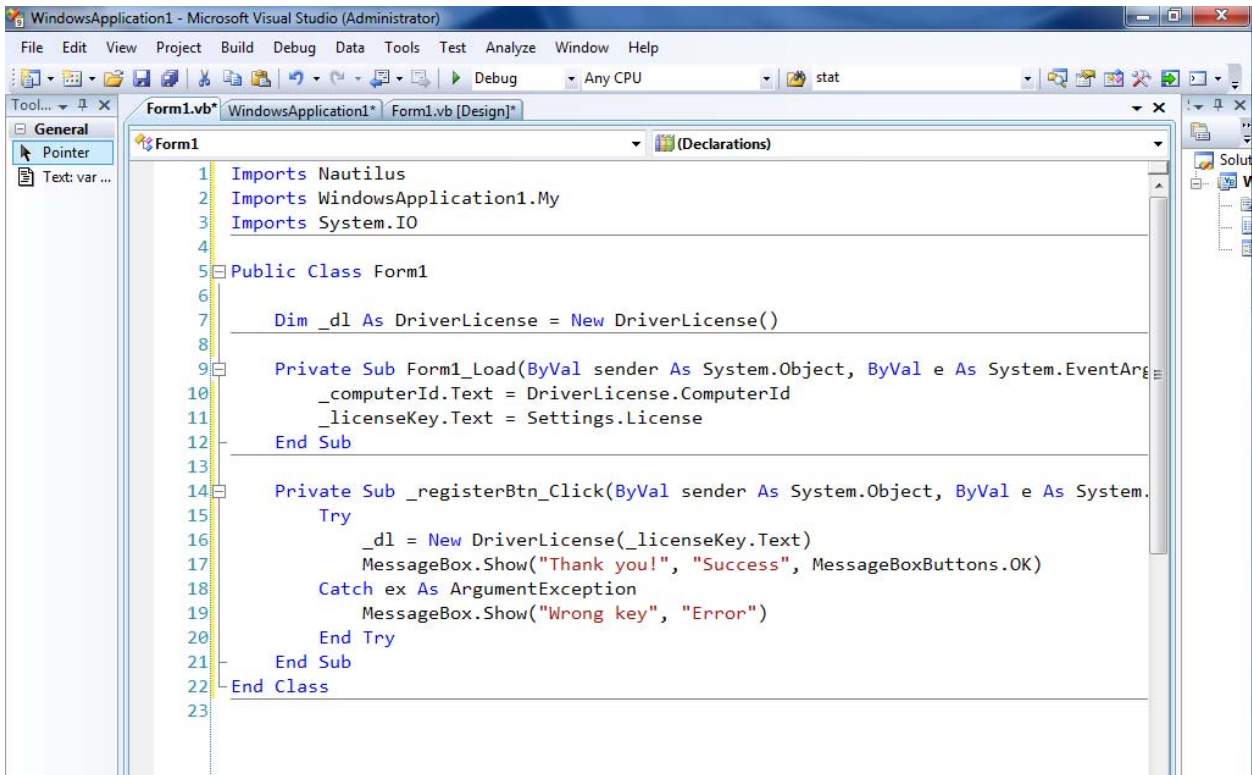 WindowsApplication1 - Microsoft Visual Studio (Administrator)
File Edit View Project Build Debug Data Tools Test Analyze Window Help
Debug Any CPU stat
Tool...
Form1.vb* WindowsApplication1* Form1.vb [Design]*
General
Pointer
Text: var ...
Form1 (Declarations)
Solut
1 Imports Nautilus
2 Imports WindowsApplication1.My
3 Imports System.IO
4
5 Public Class Form1
6
7 Dim _dl As DriverLicense = New DriverLicense()
8
9 Private Sub Form1_Load(ByVal sender As System.Object, ByVal e As System.EventArg
10 _computerId.Text = DriverLicense.ComputerId
11 _licenseKey.Text = Settings.License
12 End Sub
13
14 Private Sub _registerBtn_Click(ByVal sender As System.Object, ByVal e As System.
15 Try
16 _dl = New DriverLicense(_licenseKey.Text)
17 MessageBox.Show("Thank you!", "Success", MessageBoxButtons.OK)
18 Catch ex As ArgumentException
19 MessageBox.Show("Wrong key", "Error")
20 End Try
21 End Sub
22 End Class
23